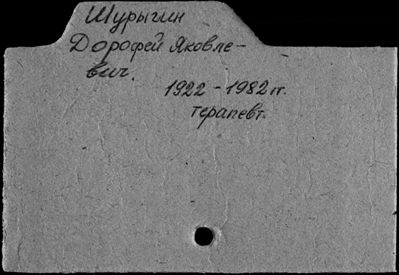 Шурыгин
Дорофей Яковле-
вич.
1922 - 1982 гг.
терапевт.